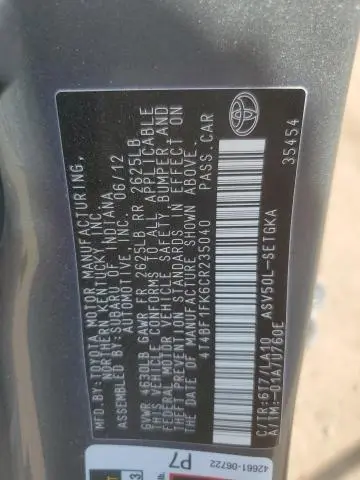 MFD. BY:TOYOTA MOTOR MANUFACTURING,
NORTHERN KENTUCKY, INC.
ASSEMBLED BY:SUBARU OF INDIANA
AUTOMOTIVE INC. 06/12
GVWR 4630LB GAWR FR 2625LB RR 2625LB
THIS VEHICLE CONFORMS TO ALL APPLICABLE
FEDERAL MOTOR VEHICLE SAFETY,BUMPER,AND
THEFT PREVENTION STANDARDS IN EFFECT
ON THE DATE OF MANUFACTURE SHOWN ABOVE.
4T4BF1FK6CR235040 PASS.CAR
TOYOTA
C/TR:6T7/LA10 ASV50L-SETGKA
A/TM:-01A/U760E 35454
42661-06722
P7